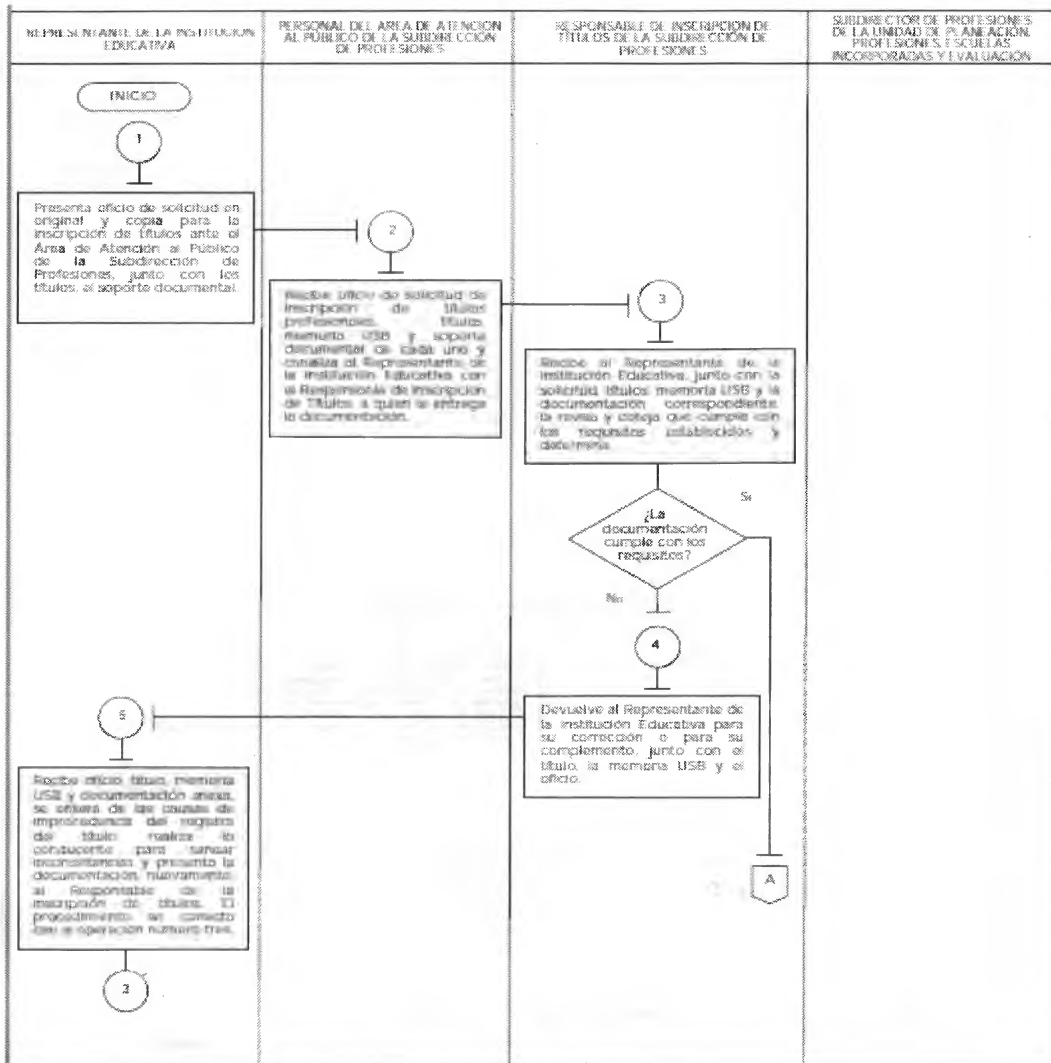 REPRESENTANTE DE LA INSTITUCIÓN
EDUCATIVA
PERSONAL DEL AREA DE ATENCION
AL PÚBLICO DE LA SUBDIRECCIÓN
DE PROFESIONES
RESPONSABLE DE INSCRIPCION DE
TÍTULOS DE LA SUBDIRECCIÓN DE
PROFESIONES
SUBDIRECTOR DE PROFESIONES
DE LA UNIDAD DE PLANEACIÓN,
PROFESIONES, ESCUELAS
INCORPORADAS Y EVALUACIÓN
INICIO
1
Presenta oficio de solicitud en
original y copia para la
inscripción de títulos ante el
Área de Atención al Público
de la Subdirección de
Profesiones, junto con los
títulos, el soporte documental.
2
Recibe oficio de solicitud de
inscripción de títulos
profesionales, títulos,
memoria USB y soporte
documental de cada uno y
canaliza al Representante de
la Institución Educativa con
el Responsable de Inscripción
de Títulos, a quien le entrega
la documentación.
3
Recibe al Representante de la
Institución Educativa, junto con la
solicitud, títulos, memoria USB y la
documentación correspondiente,
la revisa y coteja que cumpla con
los requisitos establecidos y
determina.
Si
¿La
documentación
cumple con los
requisitos?
No
4
Devuelve al Representante de
la Institución Educativa para
su corrección o para su
complemento, junto con el
título, la memoria USB y el
oficio.
5
Recibe oficio título, memoria
USB y documentación anexa,
se entera de las causas de
improcedencia del registro
del título realiza lo
conducente para sanear
inconsistencias y presenta la
documentación, nuevamente,
al Responsable de la
inscripción de títulos. El
procedimiento se conecta
con la operación número tres.
3
A